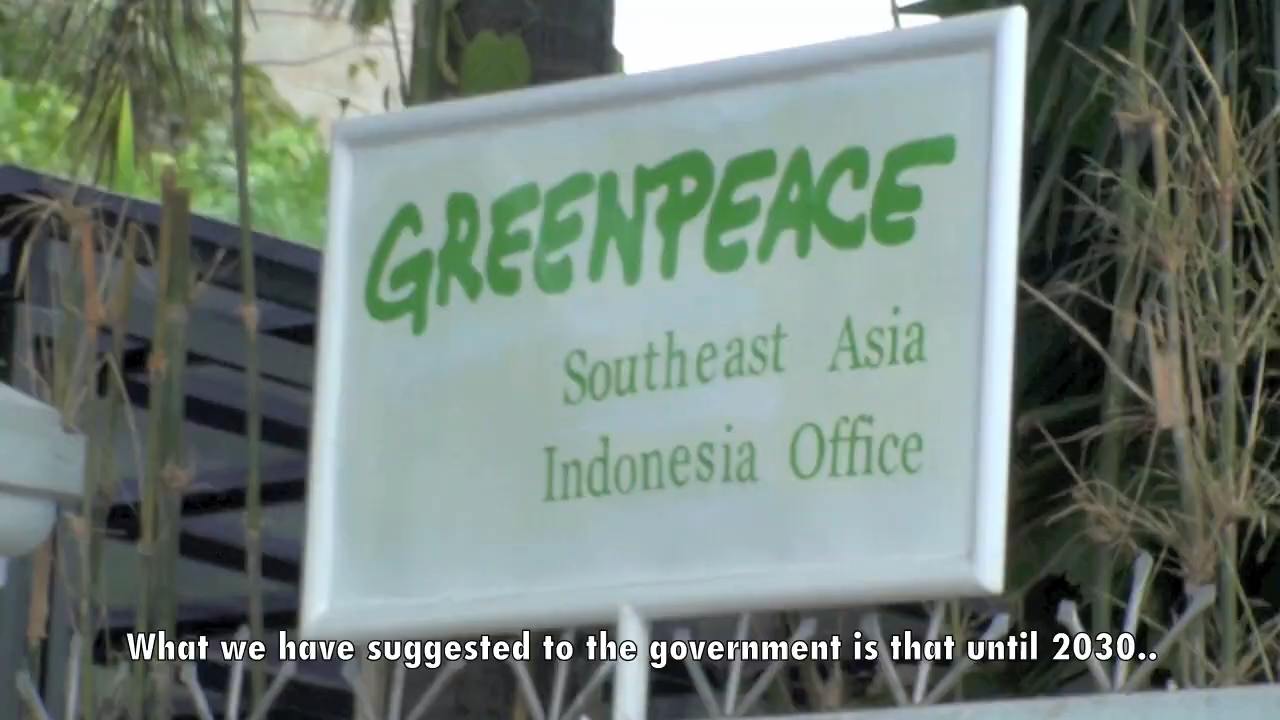 GREENPEACE
Southeast Asia
Indonesia Office
What we have suggested to the government is that until 2030..